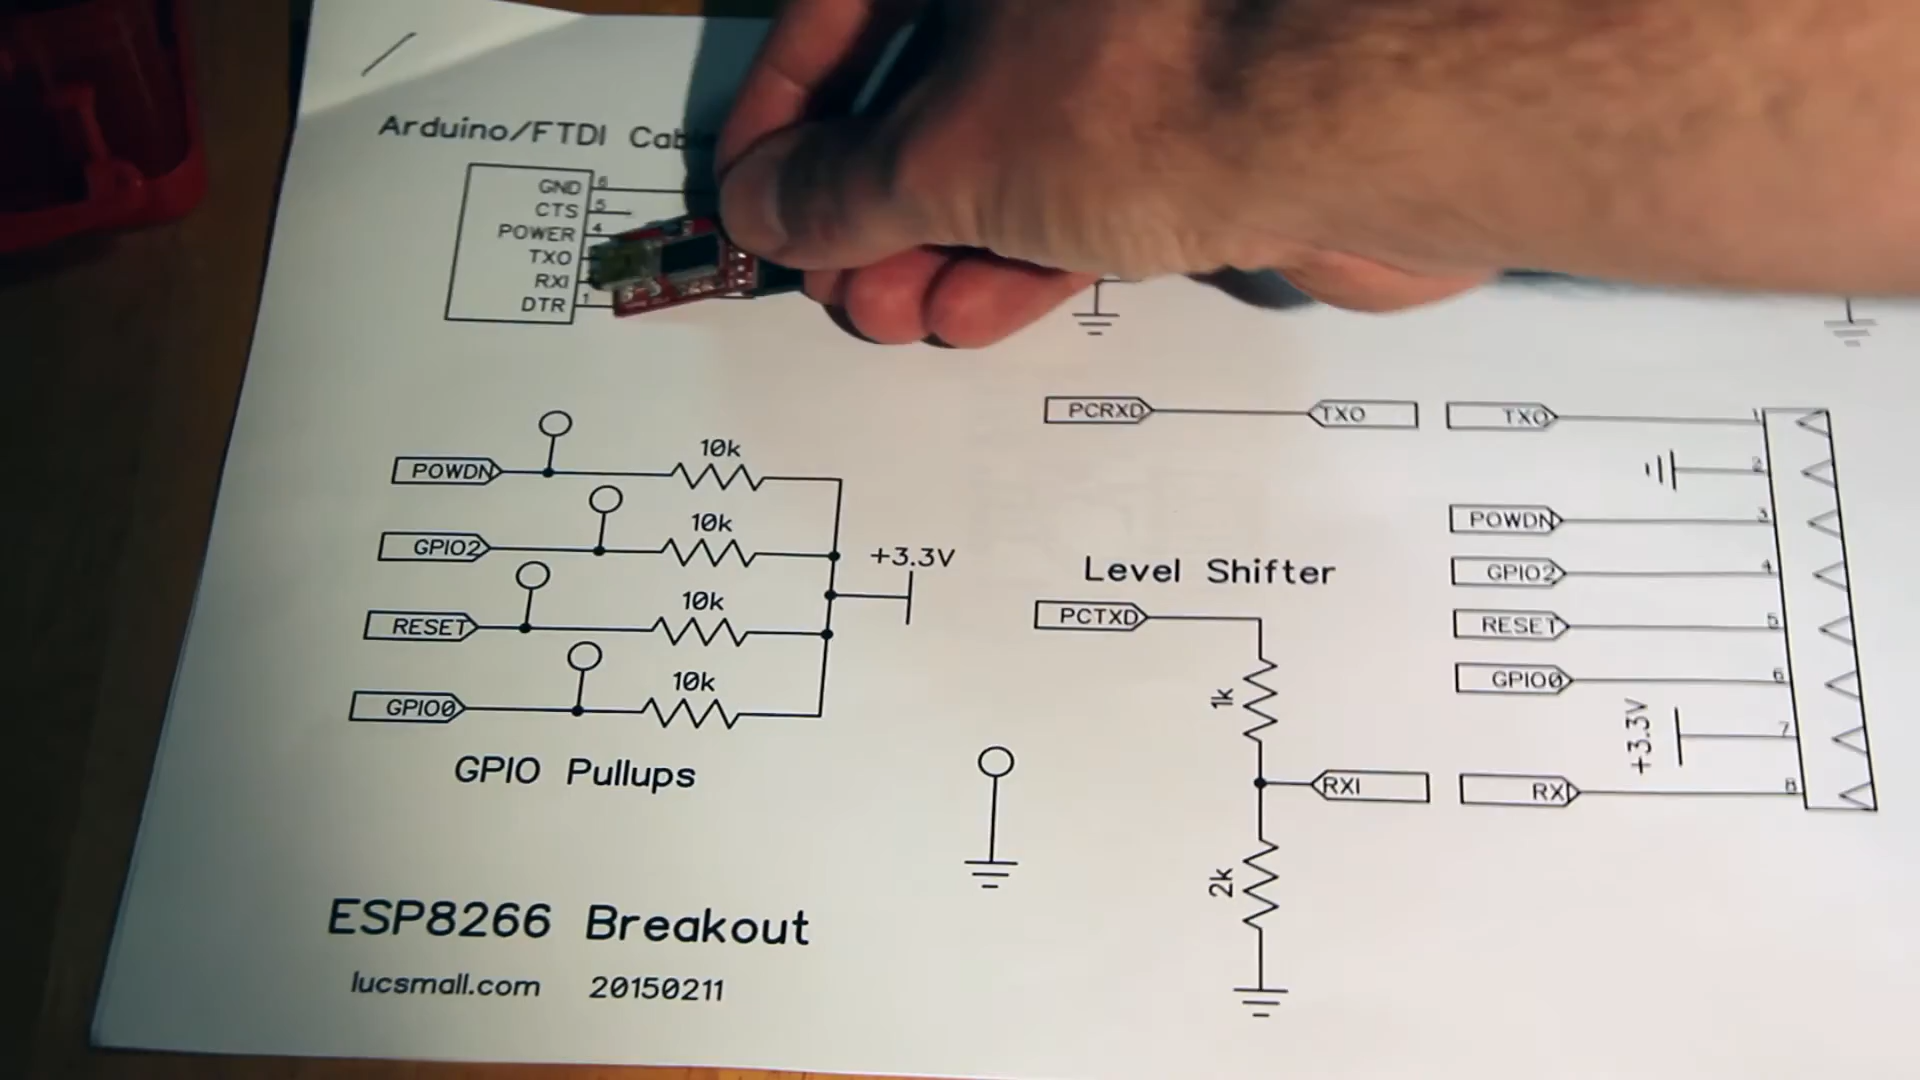 Arduino/FTDI
GND 6
CTS 5
POWER 4
TXO
RXI
DTR 1
PCRXD TXO TXO 1
2
POWDN 10k
POWDN 3
GPIO2 10k
GPIO2 4
+3.3V
Level Shifter
RESET 10k
PCTXD
RESET 5
GPIO0 10k
GPIO0 6
1k
+3.3V 7
GPIO Pullups
RXI RXI 8
2k
ESP8266 Breakout
lucsmall.com 20150211